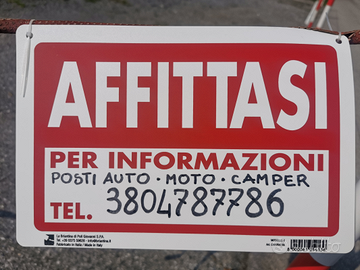 AFFITTASI
PER INFORMAZIONI
POSTI AUTO · MOTO · CAMPER
TEL. 3804787786